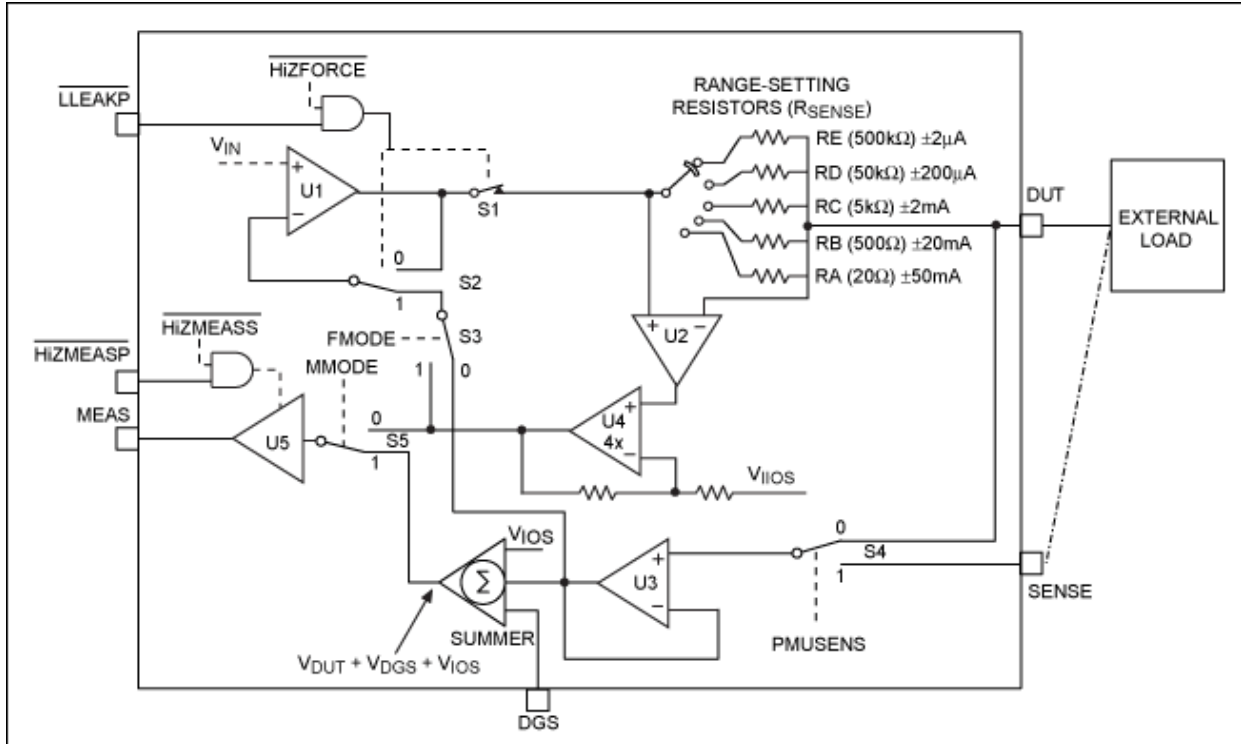 HiZFORCE
LLEAKP
VIN
+
U1
−
S1
RANGE-SETTING
RESISTORS (RSENSE)
RE (500kΩ) ±2μA
RD (50kΩ) ±200μA
RC (5kΩ) ±2mA
RB (500Ω) ±20mA
RA (20Ω) ±50mA
DUT
EXTERNAL
LOAD
0
S2
1
+ −
U2
HiZMEASS
HiZMEASP
FMODE
S3
1 0
MMODE
MEAS
U5
0
S5
1
+
U4
4x
−
VIIOS
VIOS
Σ
SUMMER
VDUT + VDGS + VIOS
+
U3
−
0
S4
1
SENSE
PMUSENS
DGS